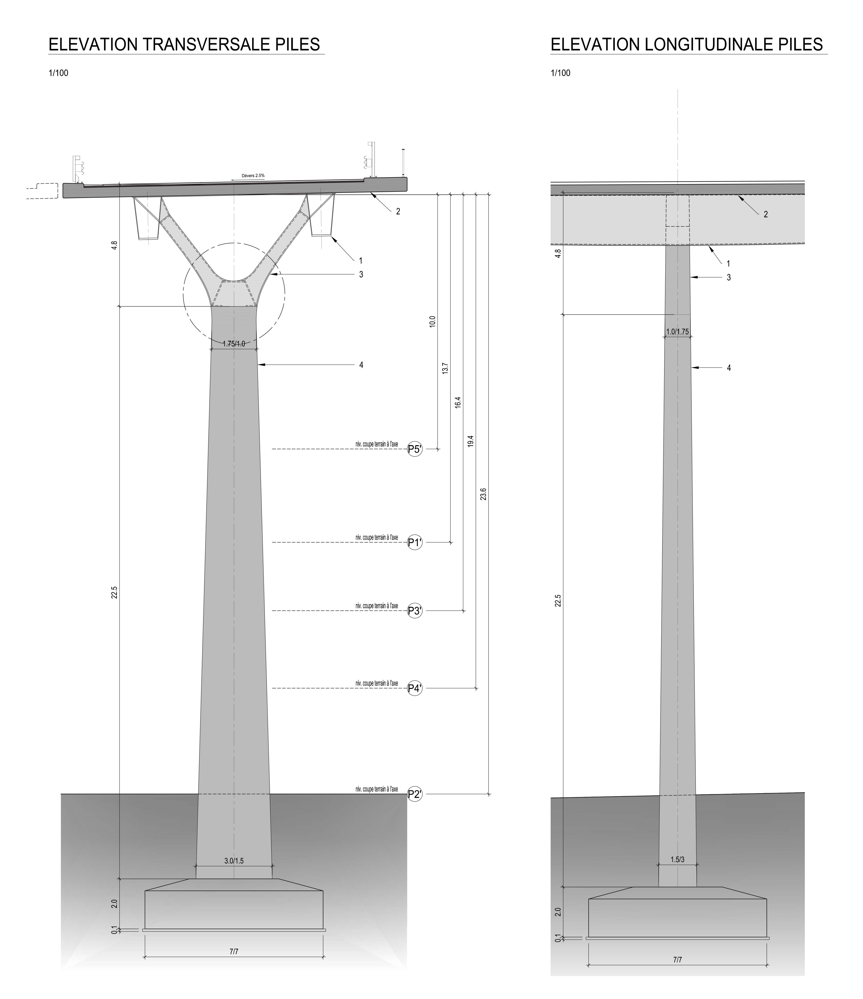 ELEVATION TRANSVERSALE PILES
1/100
Dévers 2.5%
2
1
3
4
4.8
22.5
2.0
0.1
1.75/1.0
10.0
13.7
16.4
19.4
23.6
niv. coupe terrain à l'axe
P5'
niv. coupe terrain à l'axe
P1'
niv. coupe terrain à l'axe
P3'
niv. coupe terrain à l'axe
P4'
niv. coupe terrain à l'axe
P2'
3.0/1.5
7/7
ELEVATION LONGITUDINALE PILES
1/100
2
1
3
4
4.8
1.0/1.75
22.5
1.5/3
2.0
0.1
7/7